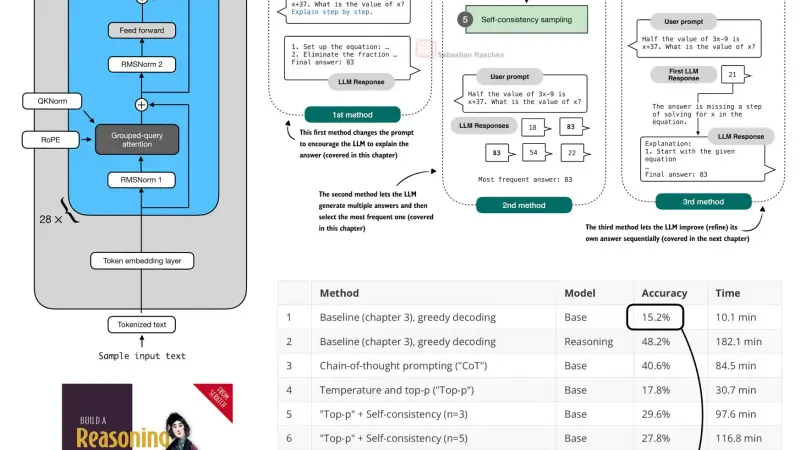 Feed forward
RMSNorm 2
QKNorm
RoPE
Grouped-query
attention
RMSNorm 1
28 ×
Token embedding layer
Tokenized text
Sample input text
BUILD A
Reasoning
FROM
SCRATCH
x+37. What is the value of x?
Explain step by step.
1. Set up the equation: …
2. Eliminate the fraction …
Final answer: 83
LLM Response
1st method
This first method changes the prompt
to encourage the LLM to explain the
answer (covered in this chapter)
5
Self-consistency sampling
Sebastian Raschka
User prompt
Half the value of 3x−9 is
x+37. What is the value of x?
LLM Responses
18
83
83
54
22
Most frequent answer: 83
2nd method
The second method lets the LLM
generate multiple answers and then
select the most frequent one (covered
in this chapter)
User prompt
Half the value of 3x−9 is
x+37. What is the value of x?
First LLM
Response
21
The answer is missing a step
of solving for x in the
equation.
LLM Response
Explanation:
1. Start with the given
equation
…
Final answer: 83
3rd method
The third method lets the LLM improve (refine) its
own answer sequentially (covered in the next chapter)
Method Model Accuracy Time
1 Baseline (chapter 3), greedy decoding Base 15.2% 10.1 min
2 Baseline (chapter 3), greedy decoding Reasoning 48.2% 182.1 min
3 Chain-of-thought prompting ("CoT") Base 40.6% 84.5 min
4 Temperature and top-p ("Top-p") Base 17.8% 30.7 min
5 "Top-p" + Self-consistency (n=3) Base 29.6% 97.6 min
6 "Top-p" + Self-consistency (n=5) Base 27.8% 116.8 min